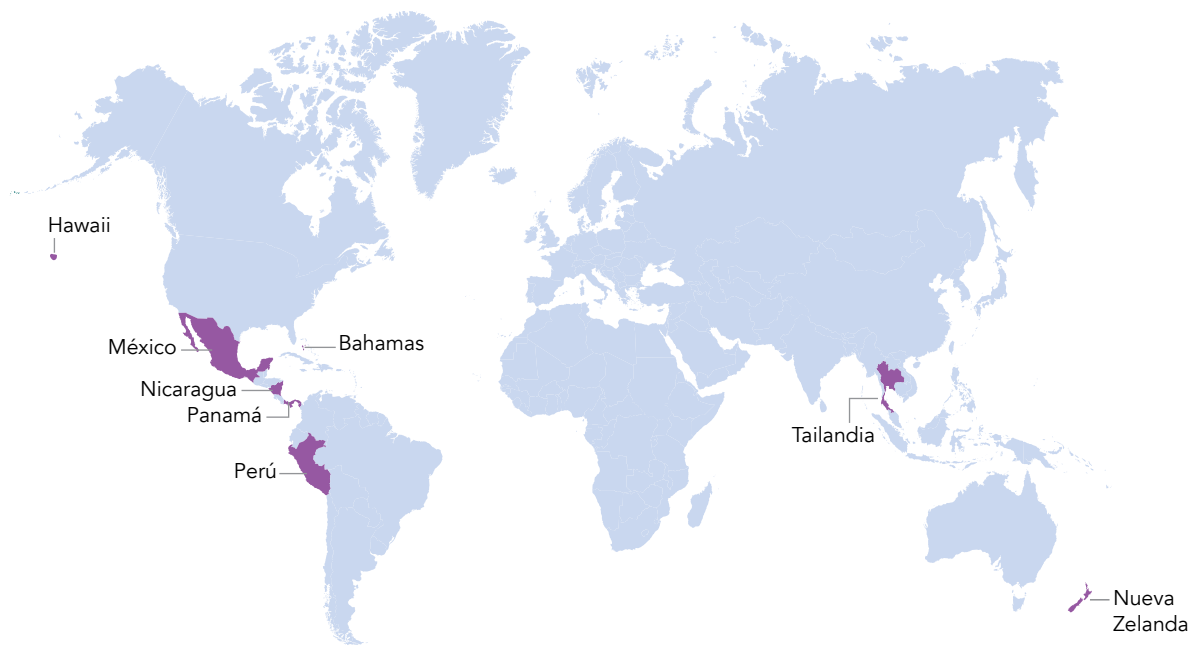 Hawaii
México
Bahamas
Nicaragua
Panamá
Tailandia
Perú
Nueva
Zelanda